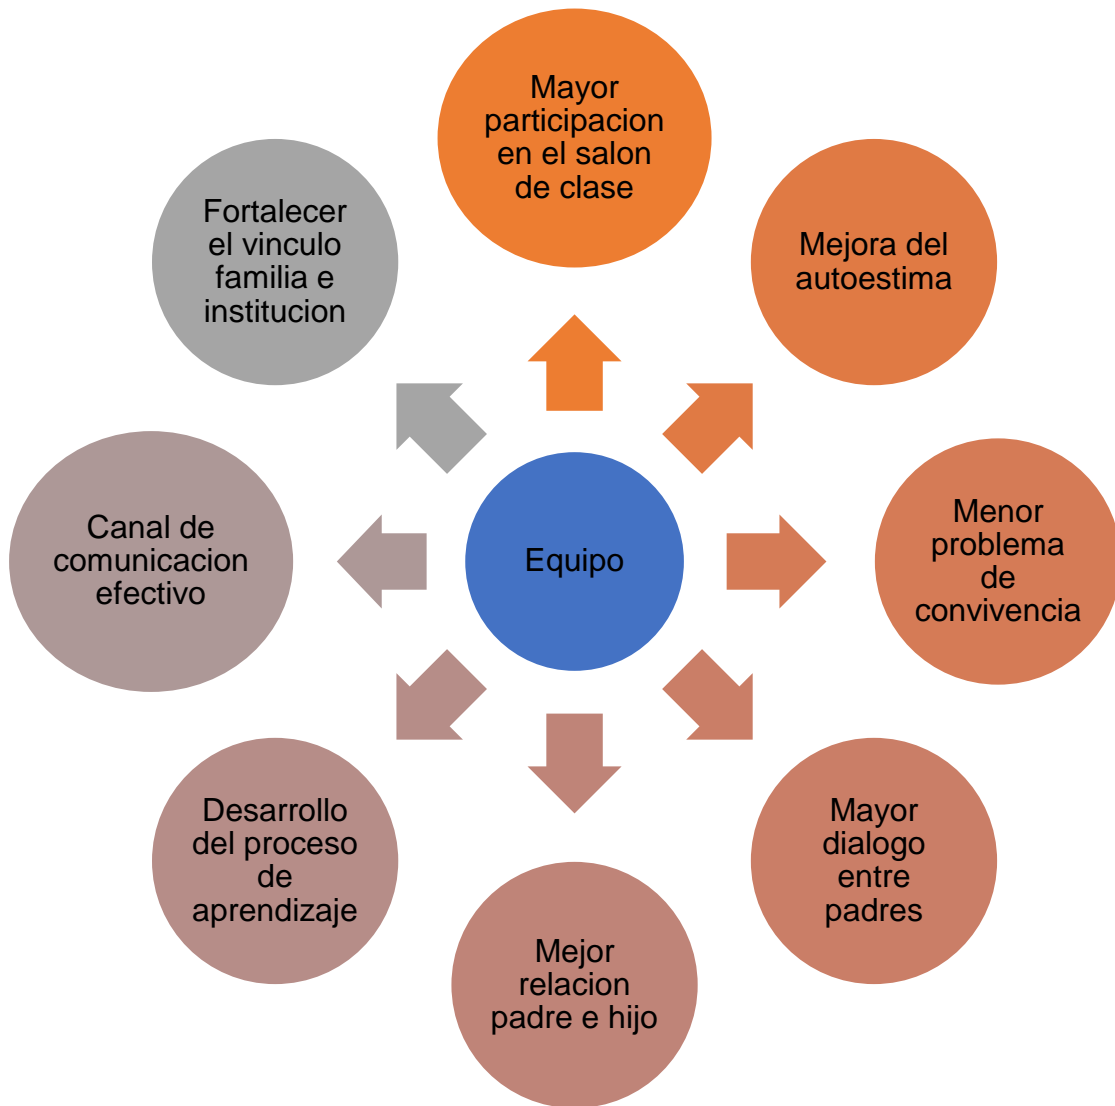 Mayor
participacion
en el salon
de clase
Mejora del
autoestima
Menor
problema
de
convivencia
Mayor
dialogo
entre
padres
Mejor
relacion
padre e hijo
Desarrollo
del proceso
de
aprendizaje
Canal de
comunicacion
efectivo
Fortalecer
el vinculo
familia e
institucion
Equipo